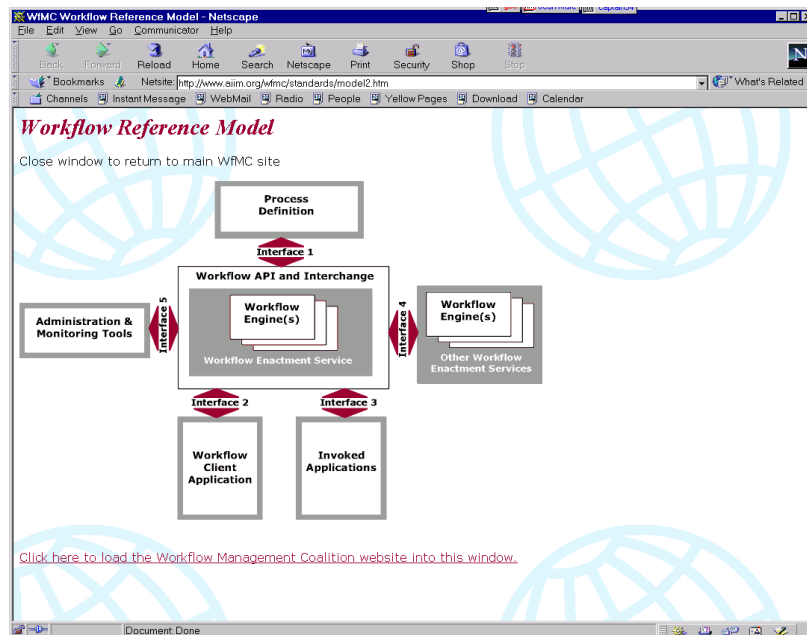 WfMC Workflow Reference Model - Netscape
File Edit View Go Communicator Help
Back Forward Reload Home Search Netscape Print Security Shop Stop
Bookmarks Netsite: http://www.aiim.org/wfmc/standards/model2.htm What's Related
Channels Instant Message WebMail Radio People Yellow Pages Download Calendar
Workflow Reference Model
Close window to return to main WfMC site
Process
Definition
Interface 1
Workflow API and Interchange
Administration &
Monitoring Tools
Interface 5
Workflow
Engine(s)
Workflow Enactment Service
Interface 4
Workflow
Engine(s)
Other Workflow
Enactment Services
Interface 2
Interface 3
Workflow
Client
Application
Invoked
Applications
Click here to load the Workflow Management Coalition website into this window.
Document: Done